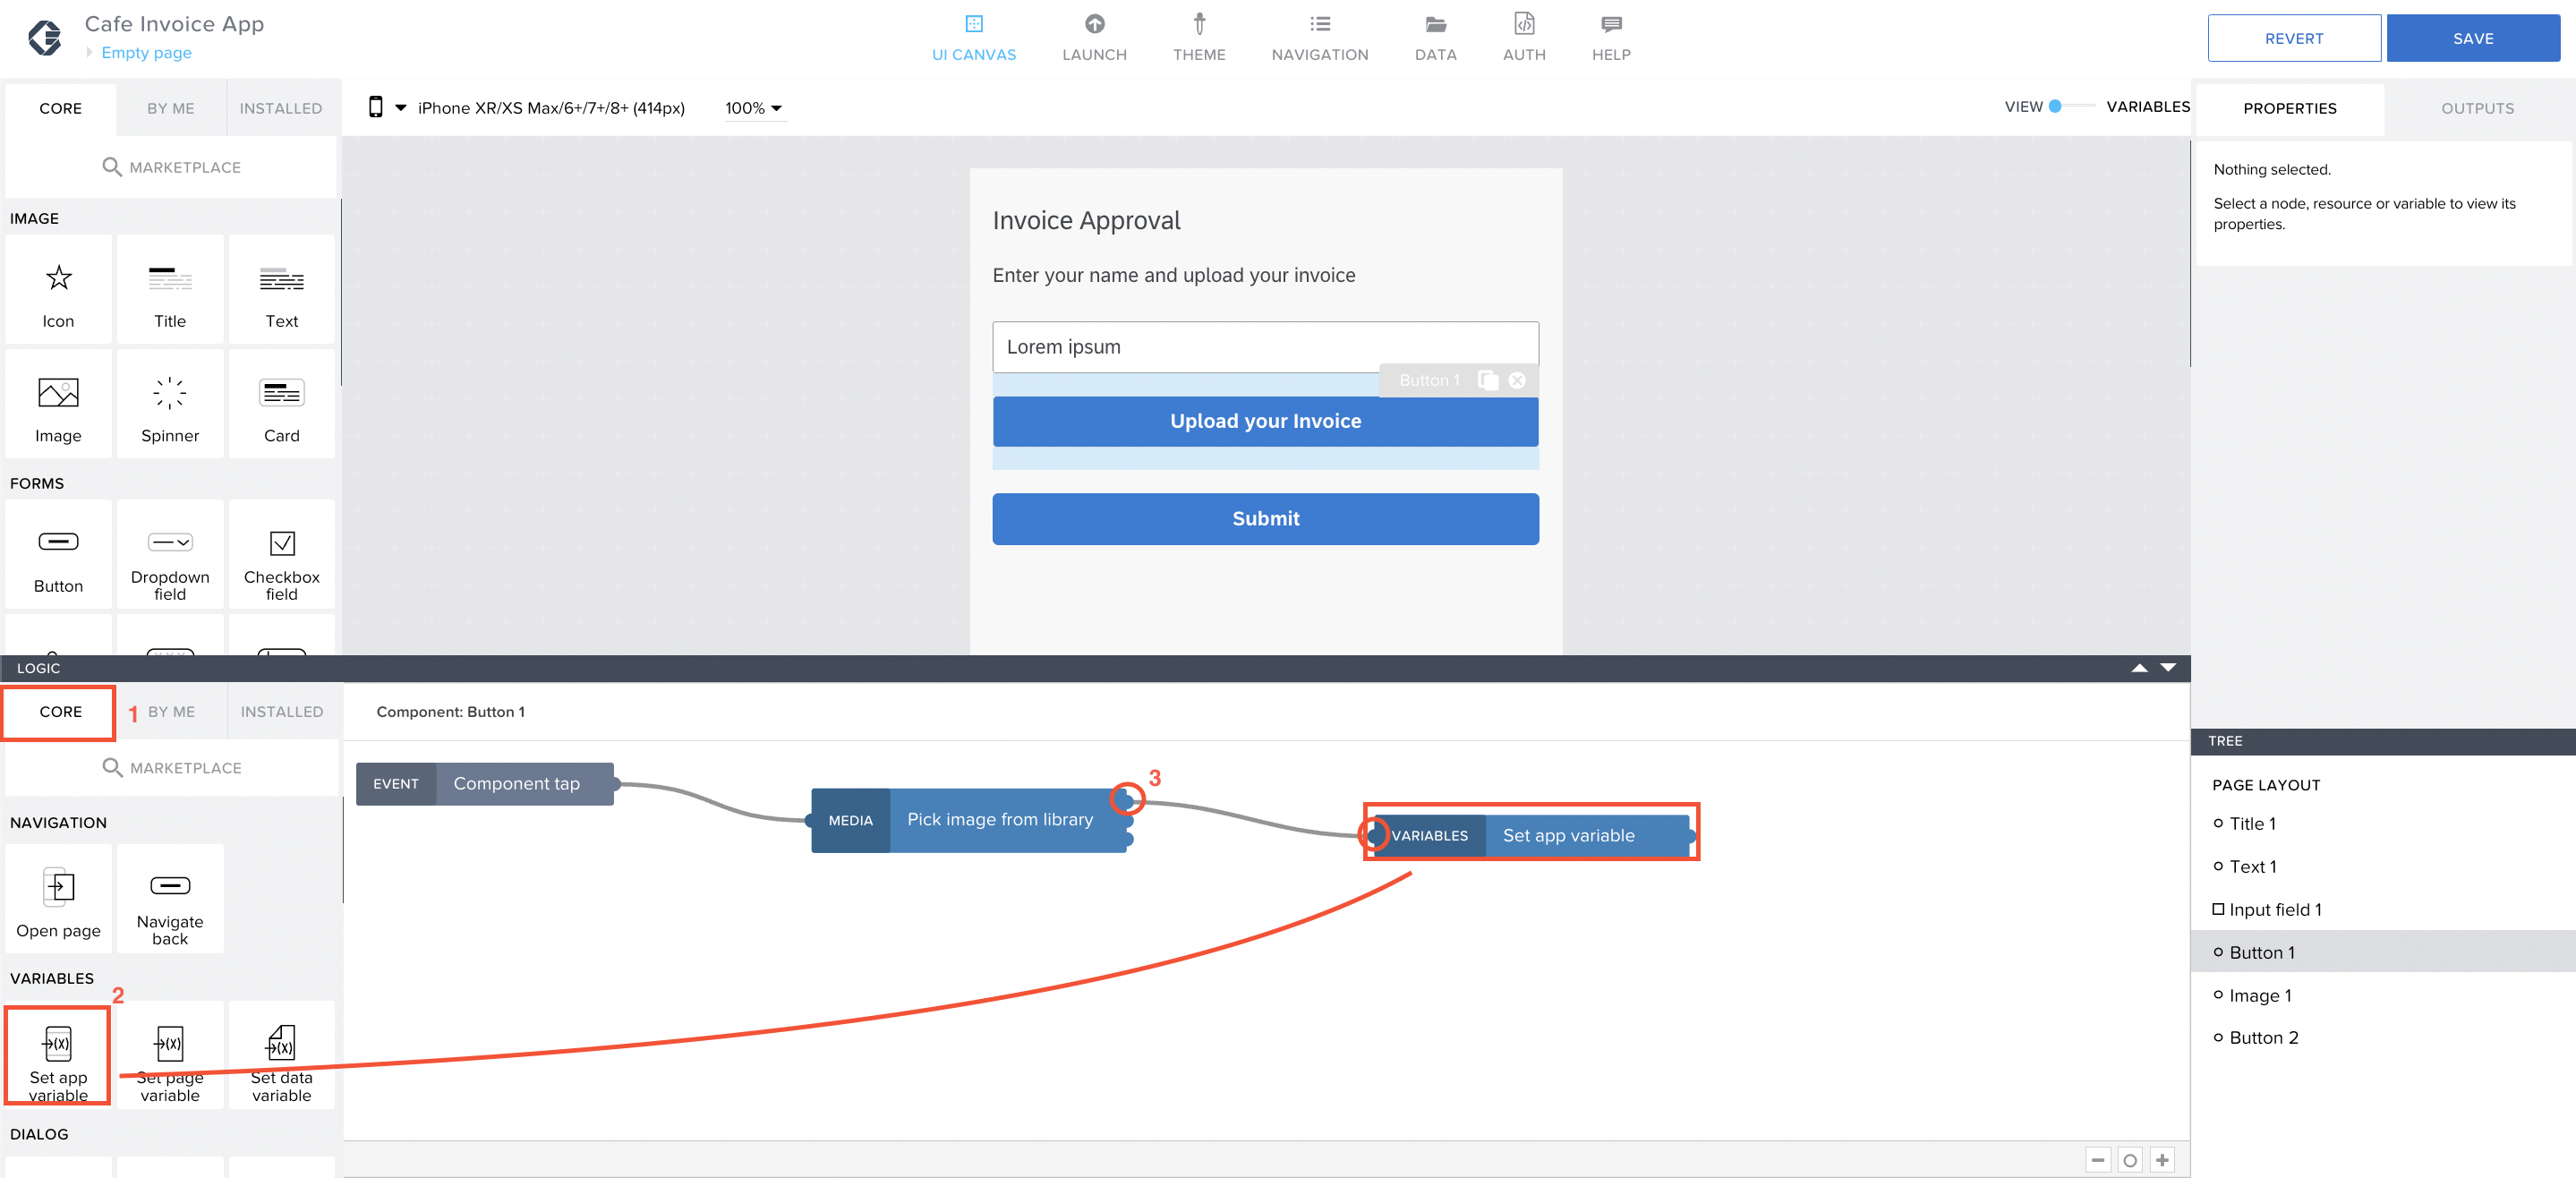 Cafe Invoice App
Empty page
UI CANVAS
LAUNCH
THEME
NAVIGATION
DATA
AUTH
HELP
REVERT
SAVE
CORE
BY ME
INSTALLED
iPhone XR/XS Max/6+/7+/8+ (414px)
100%
VIEW
VARIABLES
PROPERTIES
OUTPUTS
MARKETPLACE
Nothing selected.
Select a node, resource or variable to view its
properties.
IMAGE
Icon
Title
Text
Image
Spinner
Card
FORMS
Button
Dropdown
field
Checkbox
field
Invoice Approval
Enter your name and upload your invoice
Lorem ipsum
Button 1
Upload your Invoice
Submit
LOGIC
CORE
1
BY ME
INSTALLED
Component: Button 1
MARKETPLACE
NAVIGATION
Open page
Navigate
back
VARIABLES
2
Set app
variable
Set page
variable
Set data
variable
DIALOG
EVENT
Component tap
MEDIA
Pick image from library
3
VARIABLES
Set app variable
TREE
PAGE LAYOUT
Title 1
Text 1
Input field 1
Button 1
Image 1
Button 2